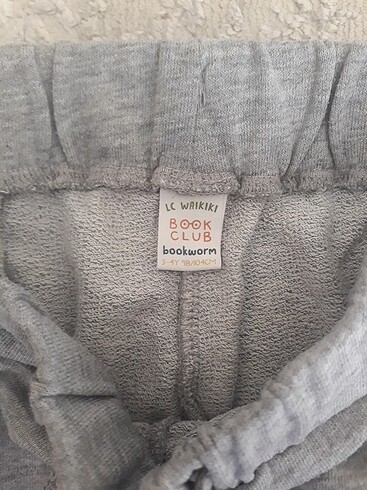 LC WAIKIKI
BOOK
CLUB
bookworm
3-4Y 98/104CM